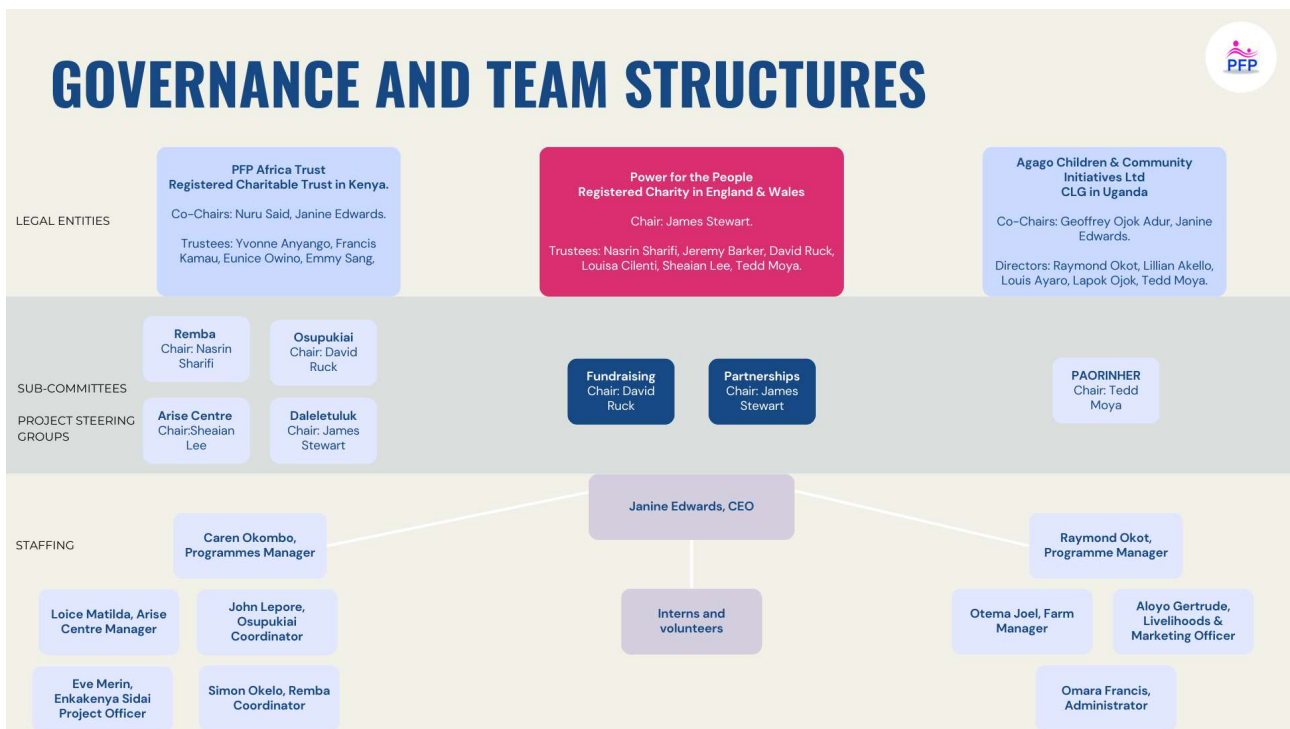 GOVERNANCE AND TEAM STRUCTURES
PFP
LEGAL ENTITIES
PFP Africa Trust
Registered Charitable Trust in Kenya.
Co-Chairs: Nuru Said, Janine Edwards.
Trustees: Yvonne Anyango, Francis
Kamau, Eunice Owino, Emmy Sang,
Power for the People
Registered Charity in England & Wales
Chair: James Stewart.
Trustees: Nasrin Sharifi, Jeremy Barker, David Ruck,
Louisa Cilenti, Sheaian Lee, Tedd Moya.
Agago Children & Community
Initiatives Ltd
CLG in Uganda
Co-Chairs: Geoffrey Ojok Adur, Janine
Edwards.
Directors: Raymond Okot, Lillian Akello,
Louis Ayaro, Lapok Ojok, Tedd Moya.
SUB-COMMITTEES
PROJECT STEERING
GROUPS
Remba
Chair: Nasrin
Sharifi
Osupukiai
Chair: David
Ruck
Arise Centre
Chair:Sheaian
Lee
Daleletuluk
Chair: James
Stewart
Fundraising
Chair: David
Ruck
Partnerships
Chair: James
Stewart
PAORINHER
Chair: Tedd
Moya
STAFFING
Janine Edwards, CEO
Caren Okombo,
Programmes Manager
Raymond Okot,
Programme Manager
Loice Matilda, Arise
Centre Manager
John Lepore,
Osupukiai
Coordinator
Interns and
volunteers
Otema Joel, Farm
Manager
Aloyo Gertrude,
Livelihoods &
Marketing Officer
Eve Merin,
Enkakenya Sidai
Project Officer
Simon Okelo, Remba
Coordinator
Omara Francis,
Administrator